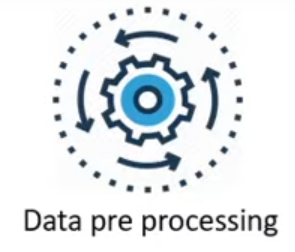 Data pre processing